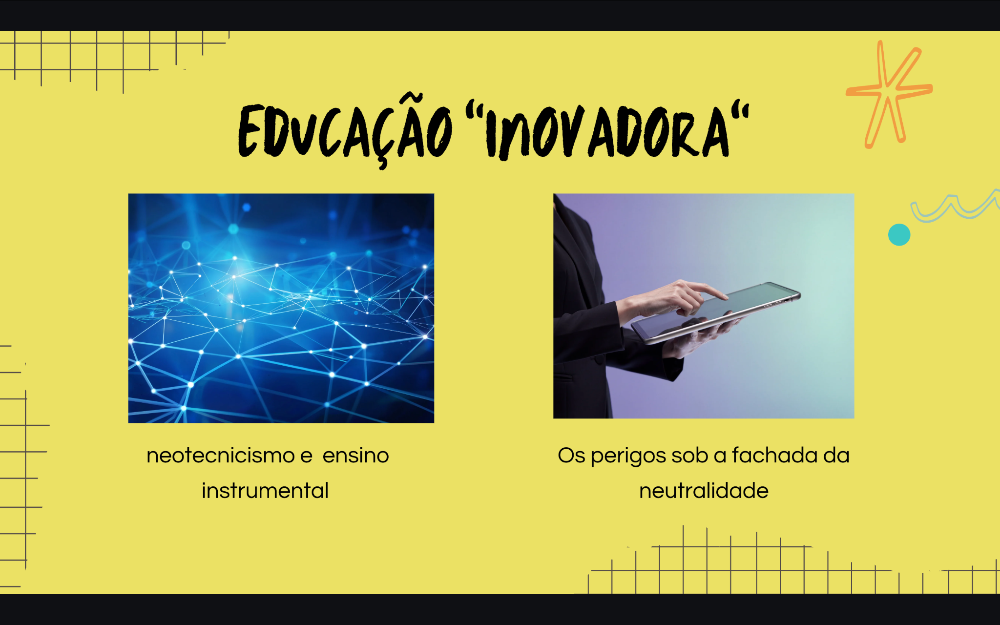 EDUCAÇÃO “INOVADORA“
neotecnicismo e  ensino
instrumental
Os perigos sob a fachada da
neutralidade